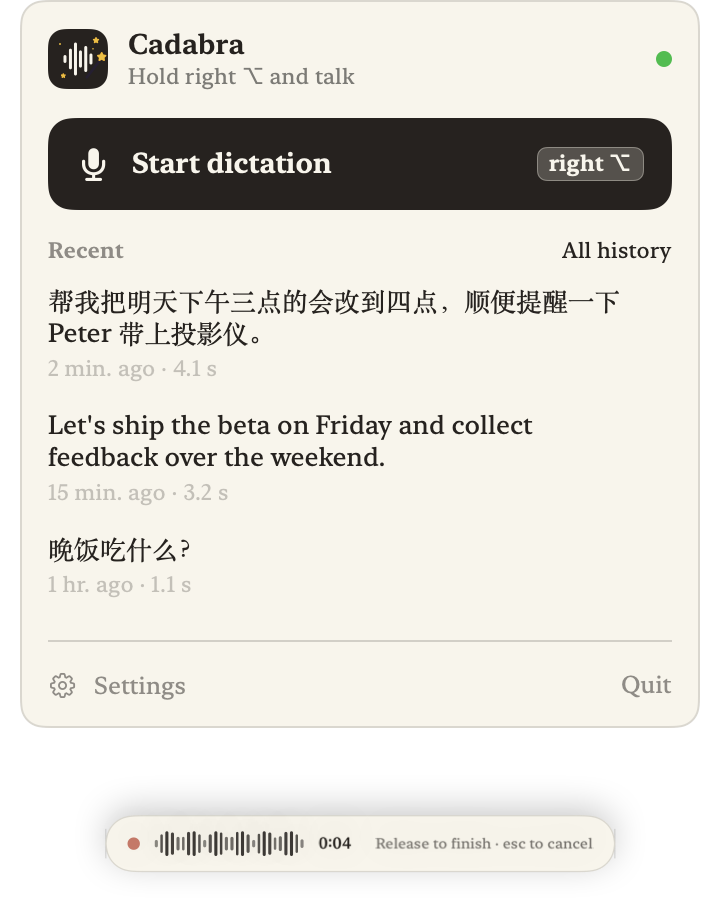 Cadabra
Hold right ⌥ and talk
Start dictation
right ⌥
Recent
All history
帮我把明天下午三点的会改到四点，顺便提醒一下
Peter 带上投影仪。
2 min. ago · 4.1 s
Let's ship the beta on Friday and collect
feedback over the weekend.
15 min. ago · 3.2 s
晚饭吃什么?
1 hr. ago · 1.1 s
Settings
Quit
0:04
Release to finish · esc to cancel